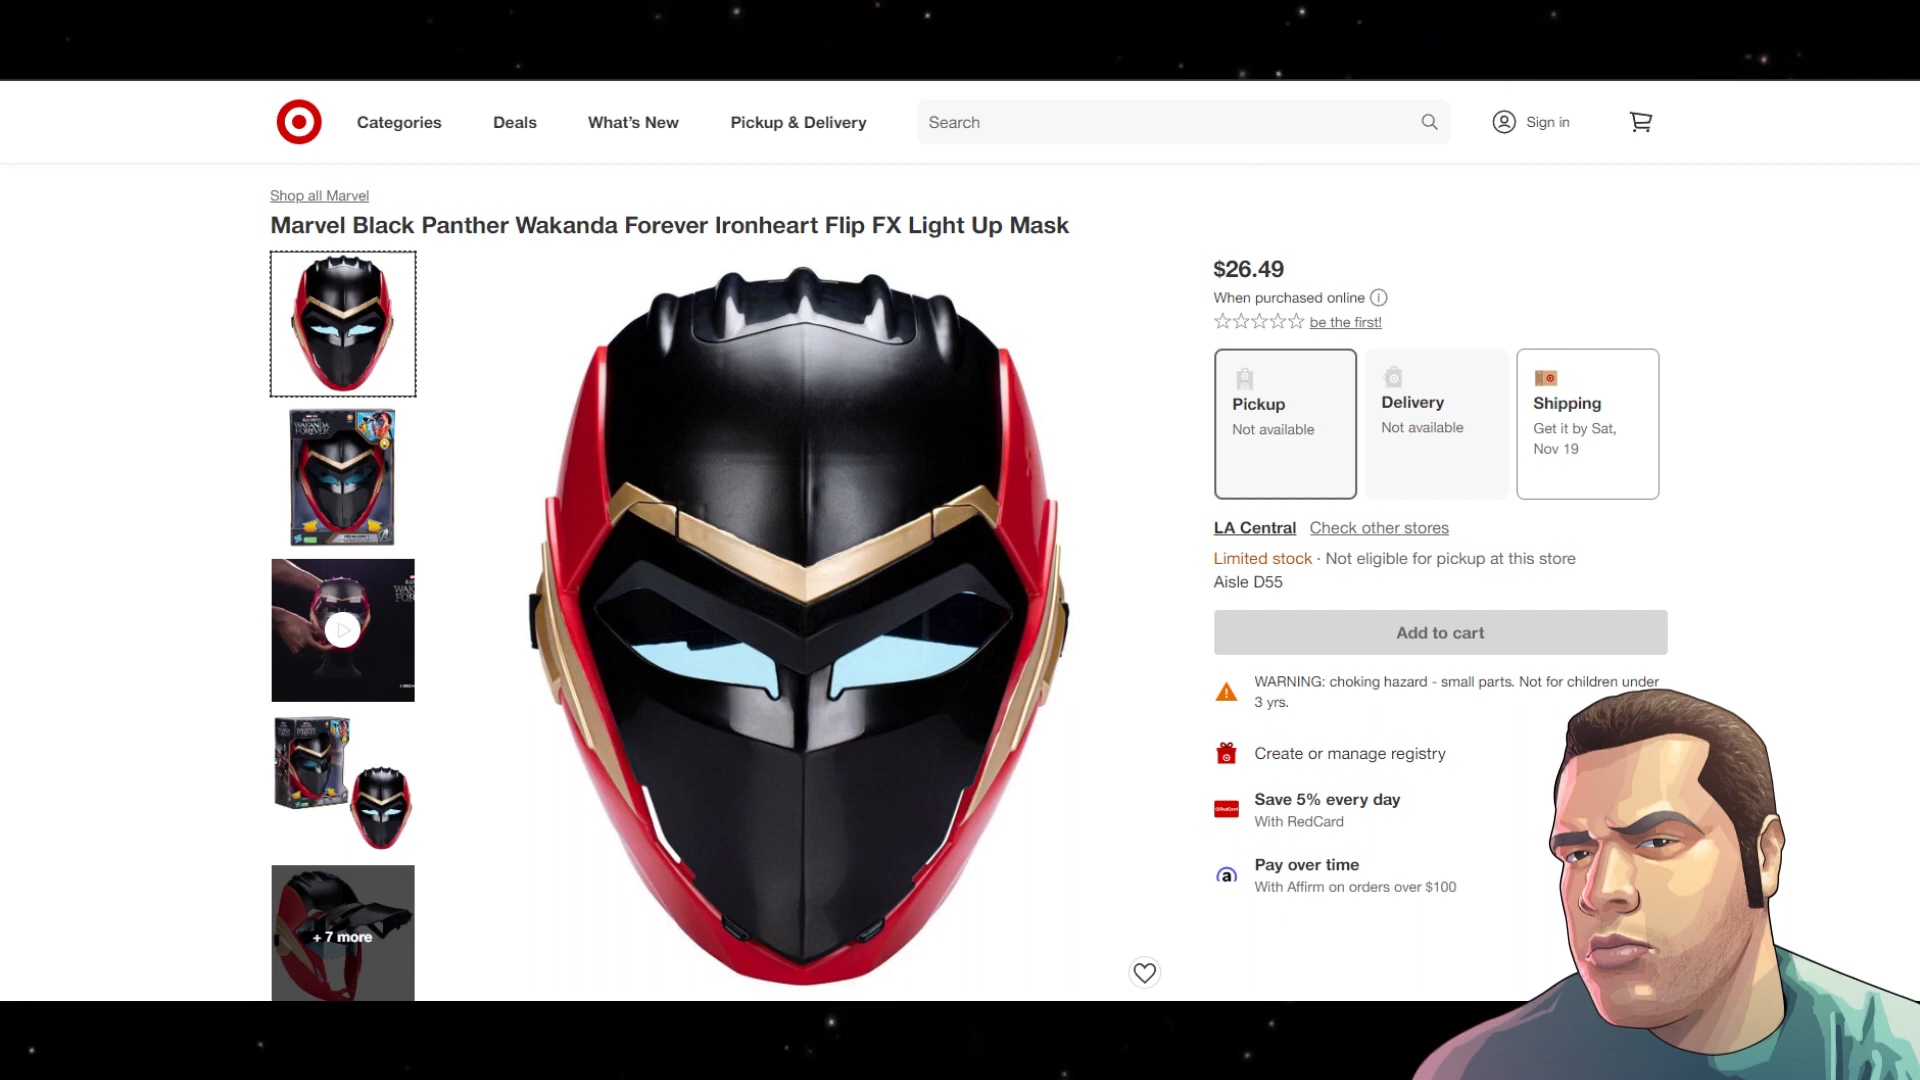 Categories
Deals
What's New
Pickup & Delivery
Search
Sign in
Shop all Marvel
Marvel Black Panther Wakanda Forever Ironheart Flip FX Light Up Mask
$26.49
When purchased online
be the first!
Pickup
Not available
Delivery
Not available
Shipping
Get it by Sat,
Nov 19
LA Central Check other stores
Limited stock · Not eligible for pickup at this store
Aisle D55
Add to cart
WARNING: choking hazard - small parts. Not for children under
3 yrs.
Create or manage registry
Save 5% every day
With RedCard
a
Pay over time
With Affirm on orders over $100
WAKANDA
FOREVER
+ 7 more